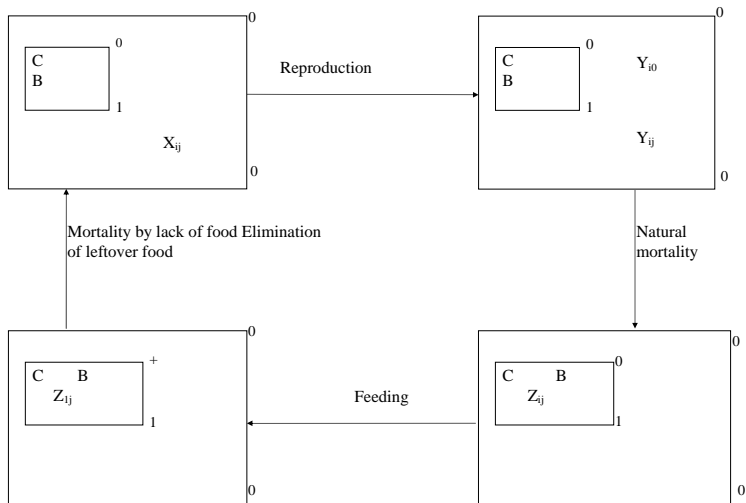 0
0
C
B
1
X_ij
0
Reproduction
0
0
C
B
1
Y_i0
Y_ij
0
Mortality by lack of food Elimination
of leftover food
Natural
mortality
0
+
C B
Z_1j
1
0
Feeding
0
0
C B
Z_ij
1
0